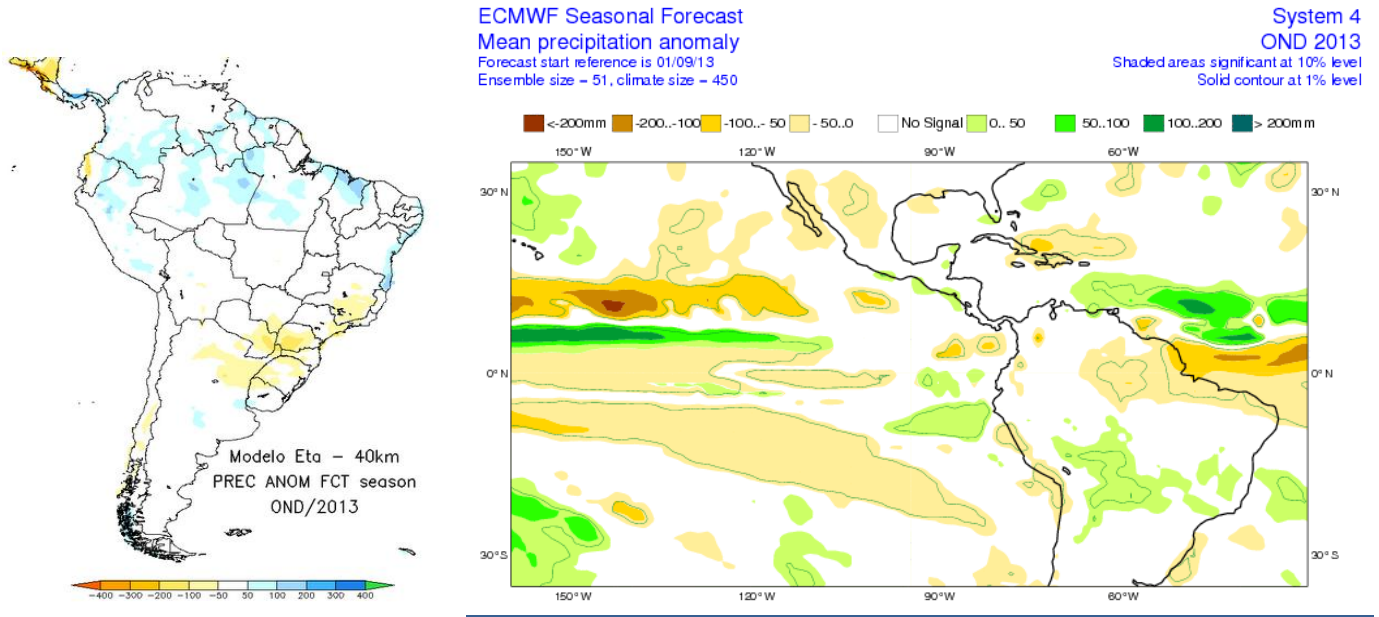 Modelo Eta – 40km
PREC ANOM FCT season
OND/2013
−400 −300 −200 −100 −50 50 100 200 300 400
ECMWF Seasonal Forecast
Mean precipitation anomaly
Forecast start reference is 01/09/13
Ensemble size = 51, climate size = 450
System 4
OND 2013
Shaded areas significant at 10% level
Solid contour at 1% level
<-200mm -200..-100 -100..- 50 - 50..0 No Signal 0.. 50 50..100 100..200 > 200mm
150°W 120°W 90°W 60°W
30°N 30°N
0°N 0°N
30°S 30°S
150°W 120°W 90°W 60°W